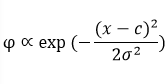 φ ∝ exp (−(x − c)²/2σ²)